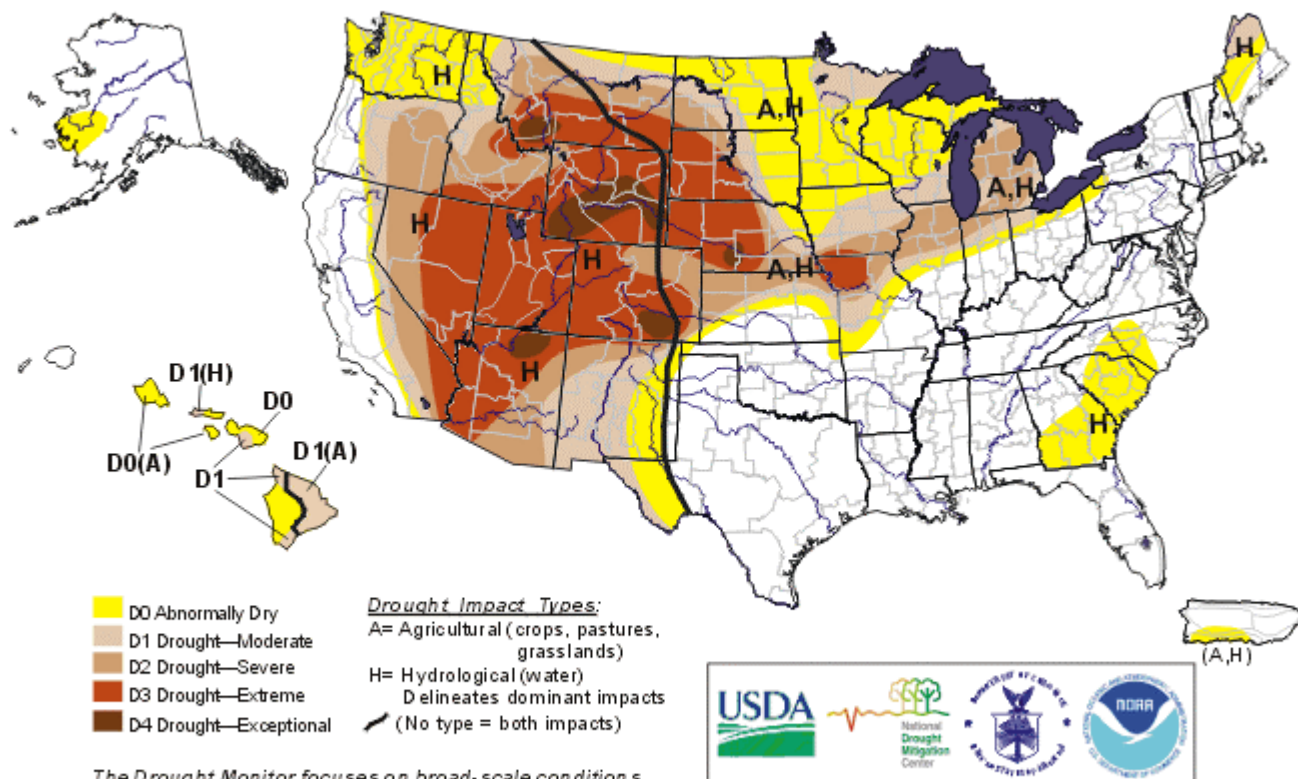 H
H
A,H
A,H
H
H
A,H
H
H
D1(H)
D0
D0(A)
D1(A)
D1
(A,H)
D0 Abnormally Dry
D1 Drought—Moderate
D2 Drought—Severe
D3 Drought—Extreme
D4 Drought—Exceptional
Drought Impact Types:
A= Agricultural (crops, pastures,
grasslands)
H= Hydrological (water)
Delineates dominant impacts
(No type = both impacts)
USDA
National
Drought
Mitigation
Center
NOAA
The Drought Monitor focuses on broad-scale conditions